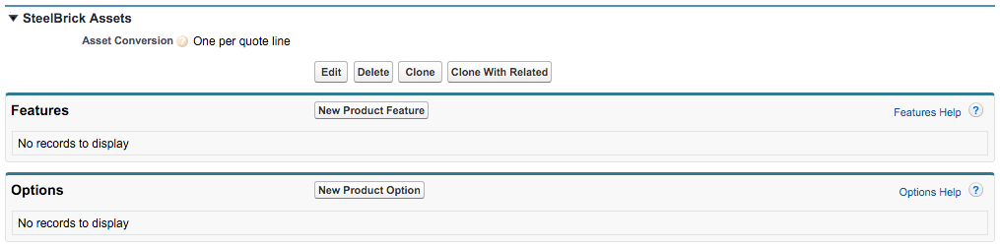 SteelBrick Assets
Asset Conversion ? One per quote line
Edit Delete Clone Clone With Related
Features New Product Feature Features Help ?
No records to display
Options New Product Option Options Help ?
No records to display